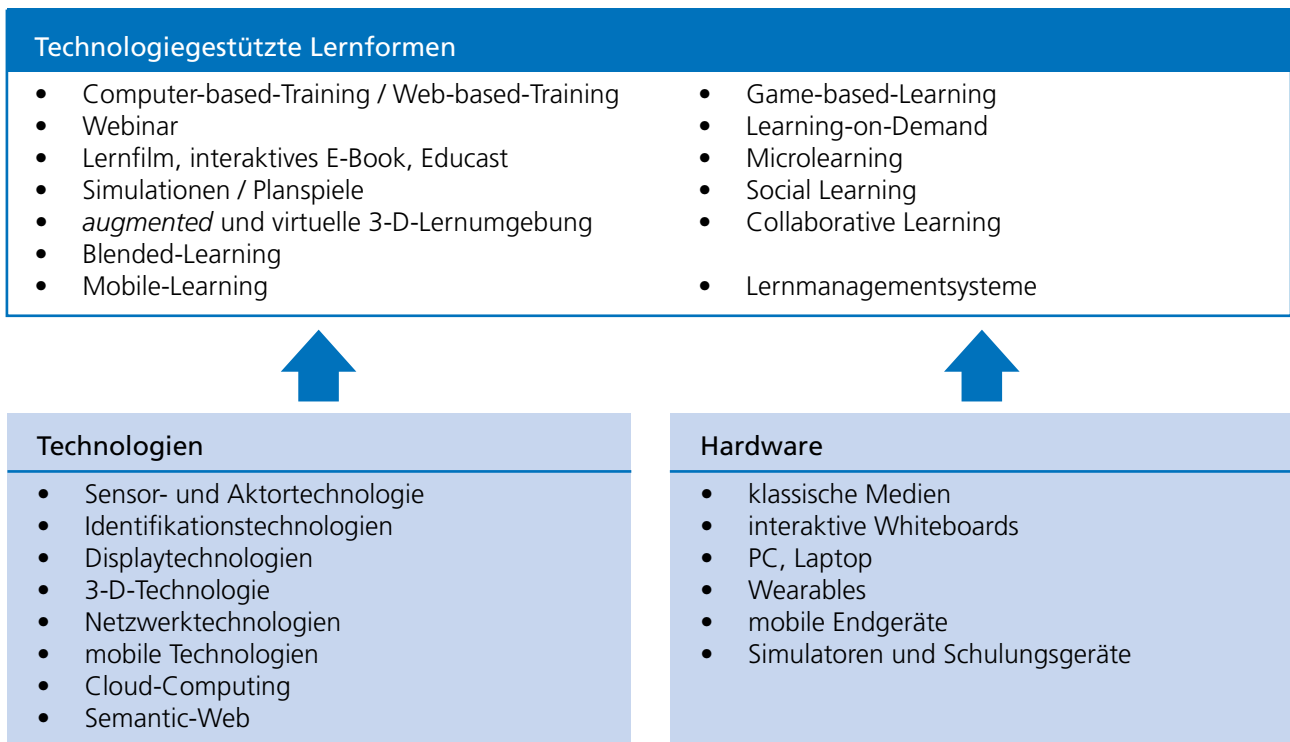 Technologiegestützte Lernformen
• Computer-based-Training / Web-based-Training
• Webinar
• Lernfilm, interaktives E-Book, Educast
• Simulationen / Planspiele
• augmented und virtuelle 3-D-Lernumgebung
• Blended-Learning
• Mobile-Learning
• Game-based-Learning
• Learning-on-Demand
• Microlearning
• Social Learning
• Collaborative Learning
• Lernmanagementsysteme
Technologien
• Sensor- und Aktortechnologie
• Identifikationstechnologien
• Displaytechnologien
• 3-D-Technologie
• Netzwerktechnologien
• mobile Technologien
• Cloud-Computing
• Semantic-Web
Hardware
• klassische Medien
• interaktive Whiteboards
• PC, Laptop
• Wearables
• mobile Endgeräte
• Simulatoren und Schulungsgeräte